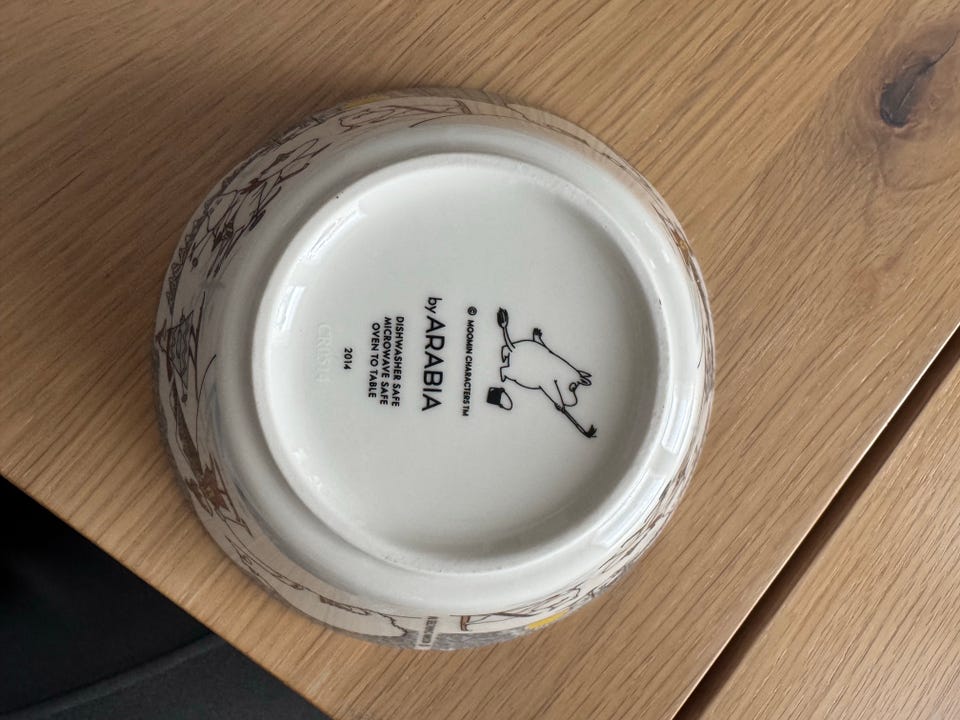 © MOOMIN CHARACTERS TM
by ARABIA
DISHWASHER SAFE
MICROWAVE SAFE
OVEN TO TABLE
2014